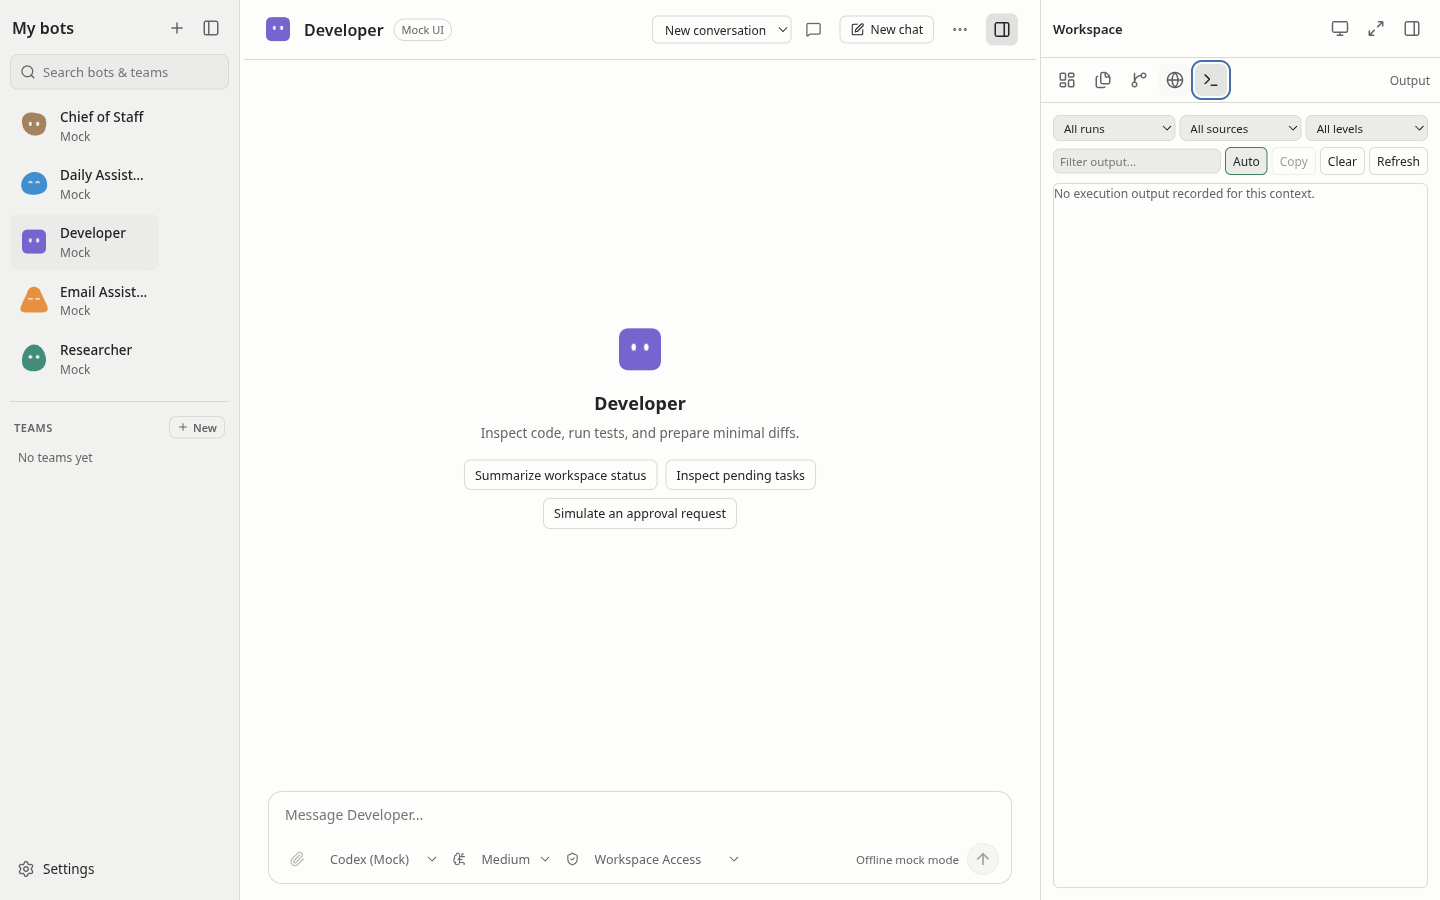 My bots
Search bots & teams
Chief of Staff
Mock
Daily Assist...
Mock
Developer
Mock
Email Assist...
Mock
Researcher
Mock
TEAMS
New
No teams yet
Settings
Developer
Mock UI
New conversation
New chat
Developer
Inspect code, run tests, and prepare minimal diffs.
Summarize workspace status
Inspect pending tasks
Simulate an approval request
Message Developer...
Codex (Mock)
Medium
Workspace Access
Offline mock mode
Workspace
Output
All runs
All sources
All levels
Filter output...
Auto
Copy
Clear
Refresh
No execution output recorded for this context.